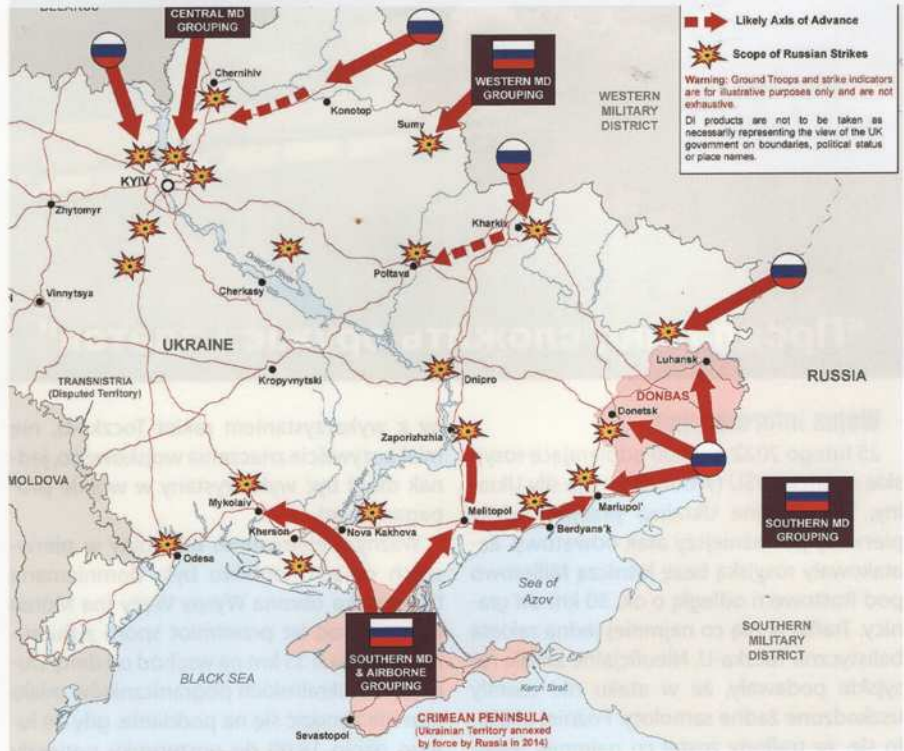 BELARUS
CENTRAL MD
GROUPING
Likely Axis of Advance
Scope of Russian Strikes
Warning: Ground Troops and strike indicators
are for illustrative purposes only and are not
exhaustive.
DI products are not to be taken as
necessarily representing the view of the UK
government on boundaries, political status
or place names.
WESTERN MD
GROUPING
WESTERN
MILITARY
DISTRICT
Chernihiv
Konotop
Sumy
KYIV
Zhytomyr
Kharkiv
Poltava
Dnieper River
Cherkasy
Vinnytsya
UKRAINE
Luhansk
RUSSIA
TRANSNISTRIA
(Disputed Territory)
Kropyvnytski
Dnipro
DONBAS
Donetsk
Zaporizhzhia
MOLDOVA
Mykolaiv
Melitopol
Mariupol'
Kherson
Nova Kakhova
Berdyans'k
SOUTHERN MD
GROUPING
Odesa
Sea of
Azov
SOUTHERN MD
& AIRBORNE
GROUPING
SOUTHERN
MILITARY
DISTRICT
BLACK SEA
Kerch Strait
Sevastopol
CRIMEAN PENINSULA
(Ukrainian Territory annexed
by force by Russia in 2014)